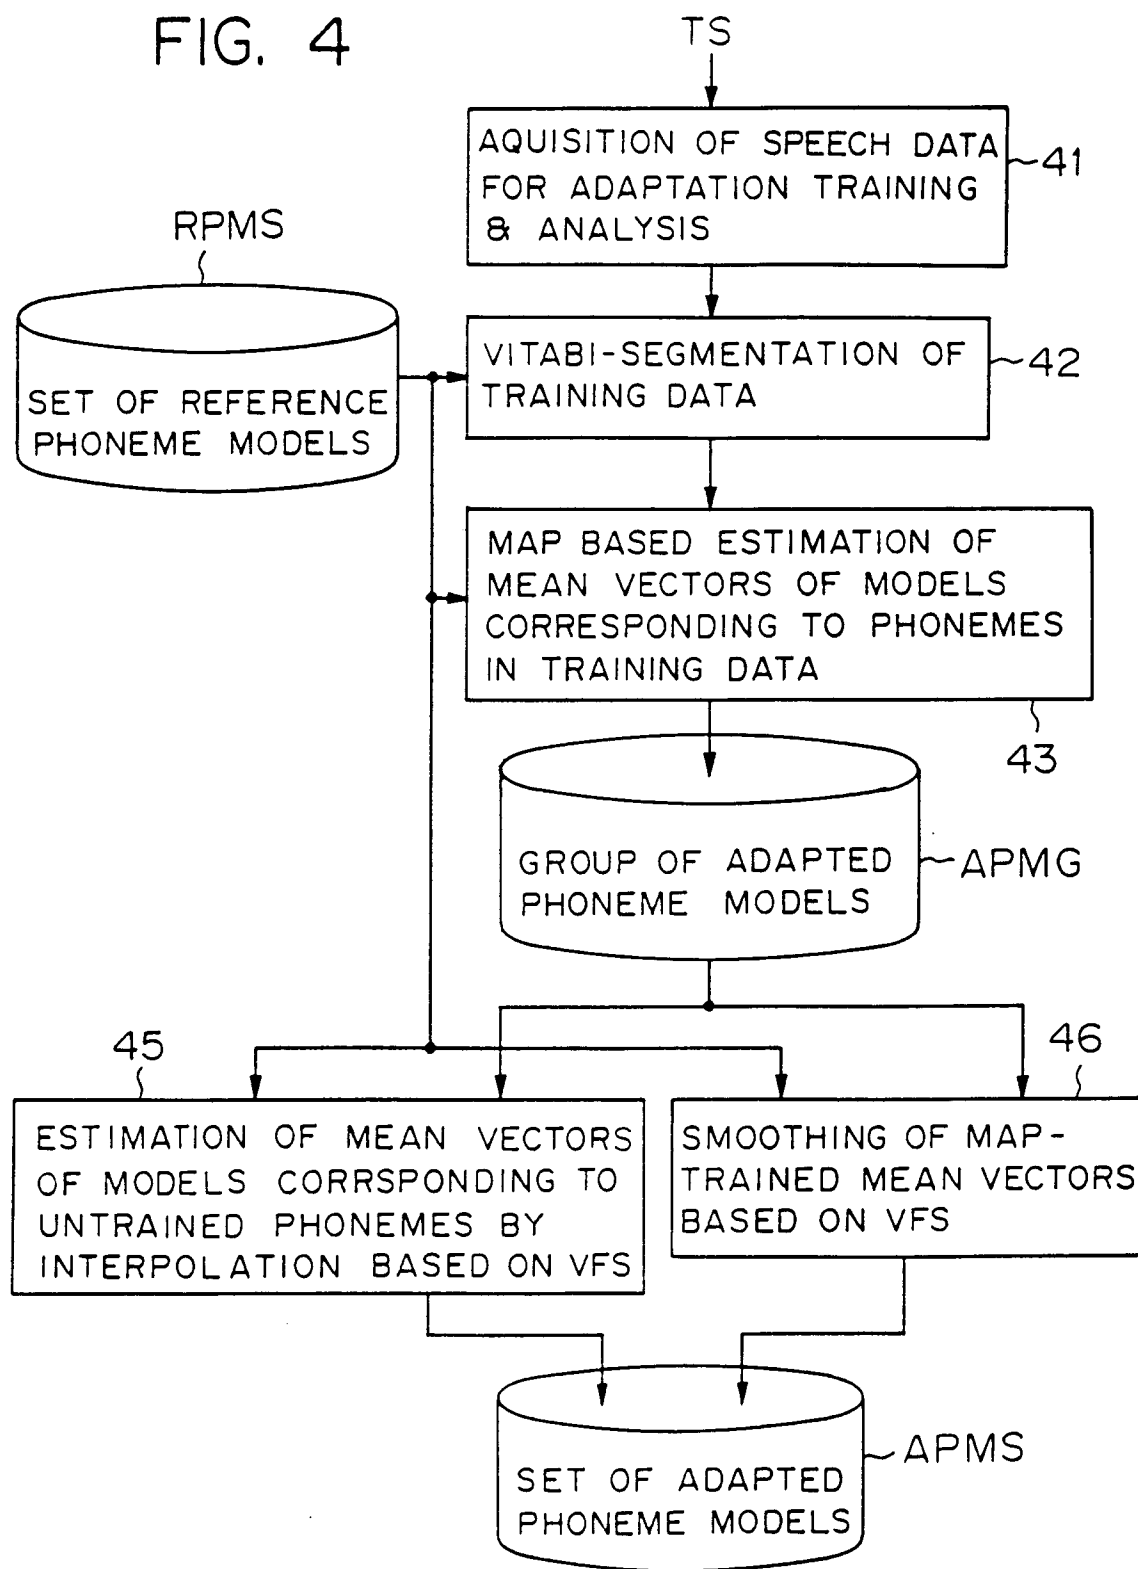 FIG. 4
TS
AQUISITION OF SPEECH DATA
FOR ADAPTATION TRAINING
& ANALYSIS
41
RPMS
SET OF REFERENCE
PHONEME MODELS
VITABI-SEGMENTATION OF
TRAINING DATA
42
MAP BASED ESTIMATION OF
MEAN VECTORS OF MODELS
CORRESPONDING TO PHONEMES
IN TRAINING DATA
43
GROUP OF ADAPTED
PHONEME MODELS
APMG
45
ESTIMATION OF MEAN VECTORS
OF MODELS CORRSPONDING TO
UNTRAINED PHONEMES BY
INTERPOLATION BASED ON VFS
46
SMOOTHING OF MAP-
TRAINED MEAN VECTORS
BASED ON VFS
SET OF ADAPTED
PHONEME MODELS
APMS